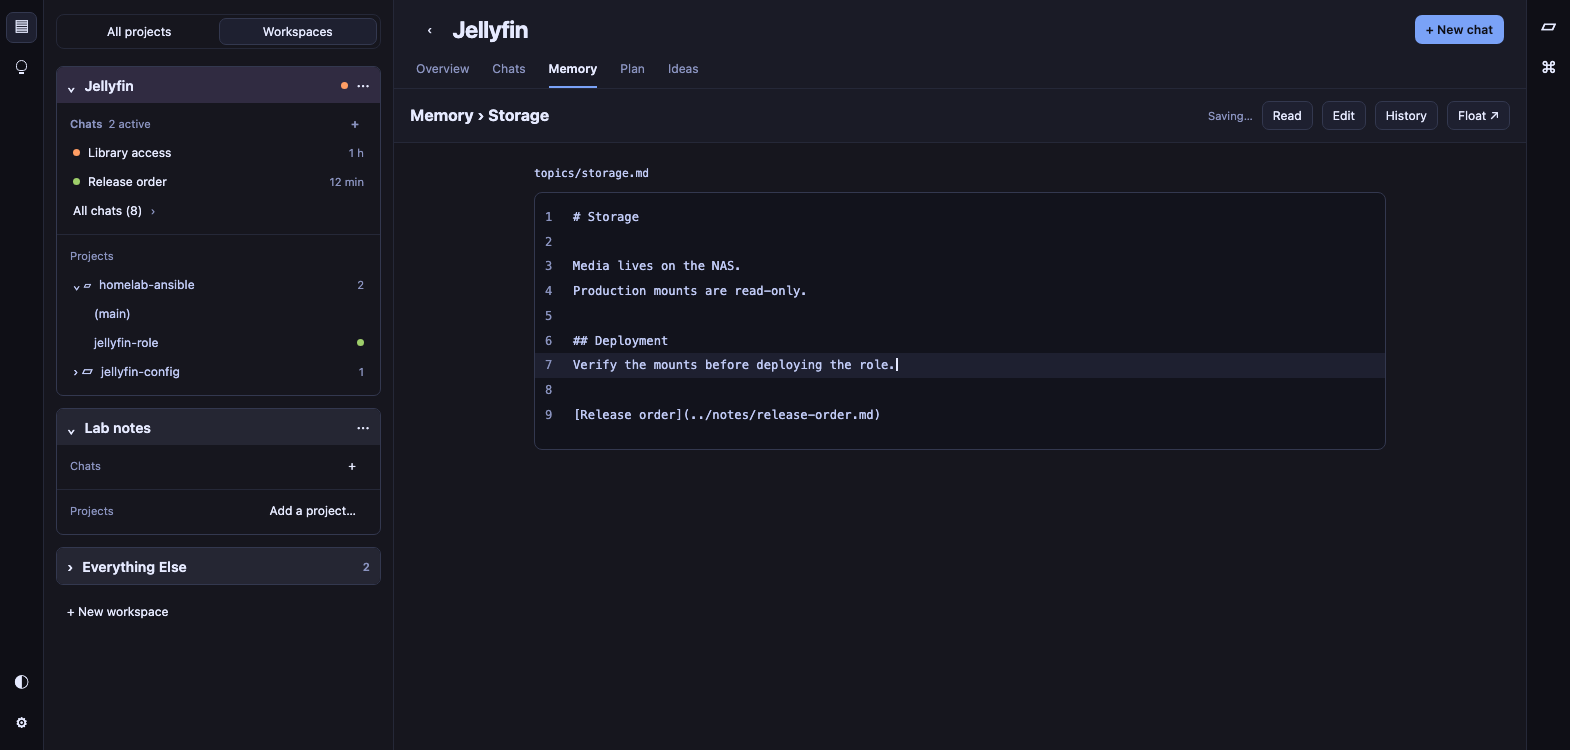 All projects
Workspaces
Jellyfin
Chats 2 active +
Library access 1 h
Release order 12 min
All chats (8) ›
Projects
homelab-ansible 2
(main)
jellyfin-role
jellyfin-config 1
Lab notes
Chats +
Projects Add a project...
Everything Else 2
+ New workspace
‹ Jellyfin
+ New chat
Overview Chats Memory Plan Ideas
Memory › Storage
Saving... Read Edit History Float ↗
topics/storage.md
1 # Storage
2
3 Media lives on the NAS.
4 Production mounts are read-only.
5
6 ## Deployment
7 Verify the mounts before deploying the role.
8
9 [Release order](../notes/release-order.md)